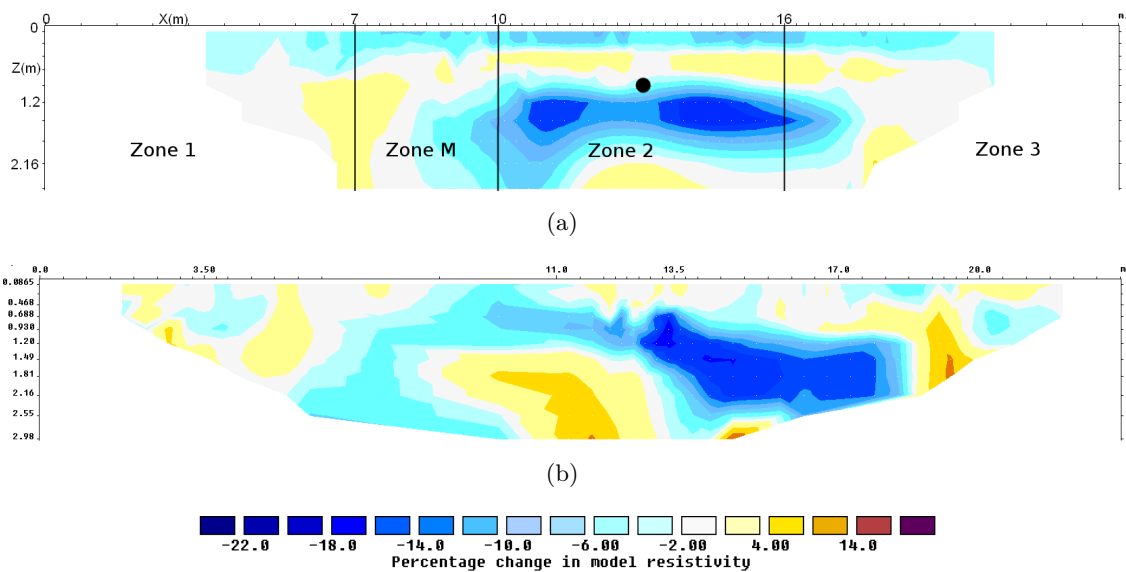 0 X(m) 7 10 16 m.
0
Z(m)
1.2
2.16
Zone 1 Zone M Zone 2 Zone 3
(a)
0.0 3.50 11.0 13.5 17.0 20.0 m
0.0865
0.468
0.688
0.930
1.20
1.49
1.81
2.16
2.55
2.98
(b)
-22.0 -18.0 -14.0 -10.0 -6.00 -2.00 4.00 14.0
Percentage change in model resistivity